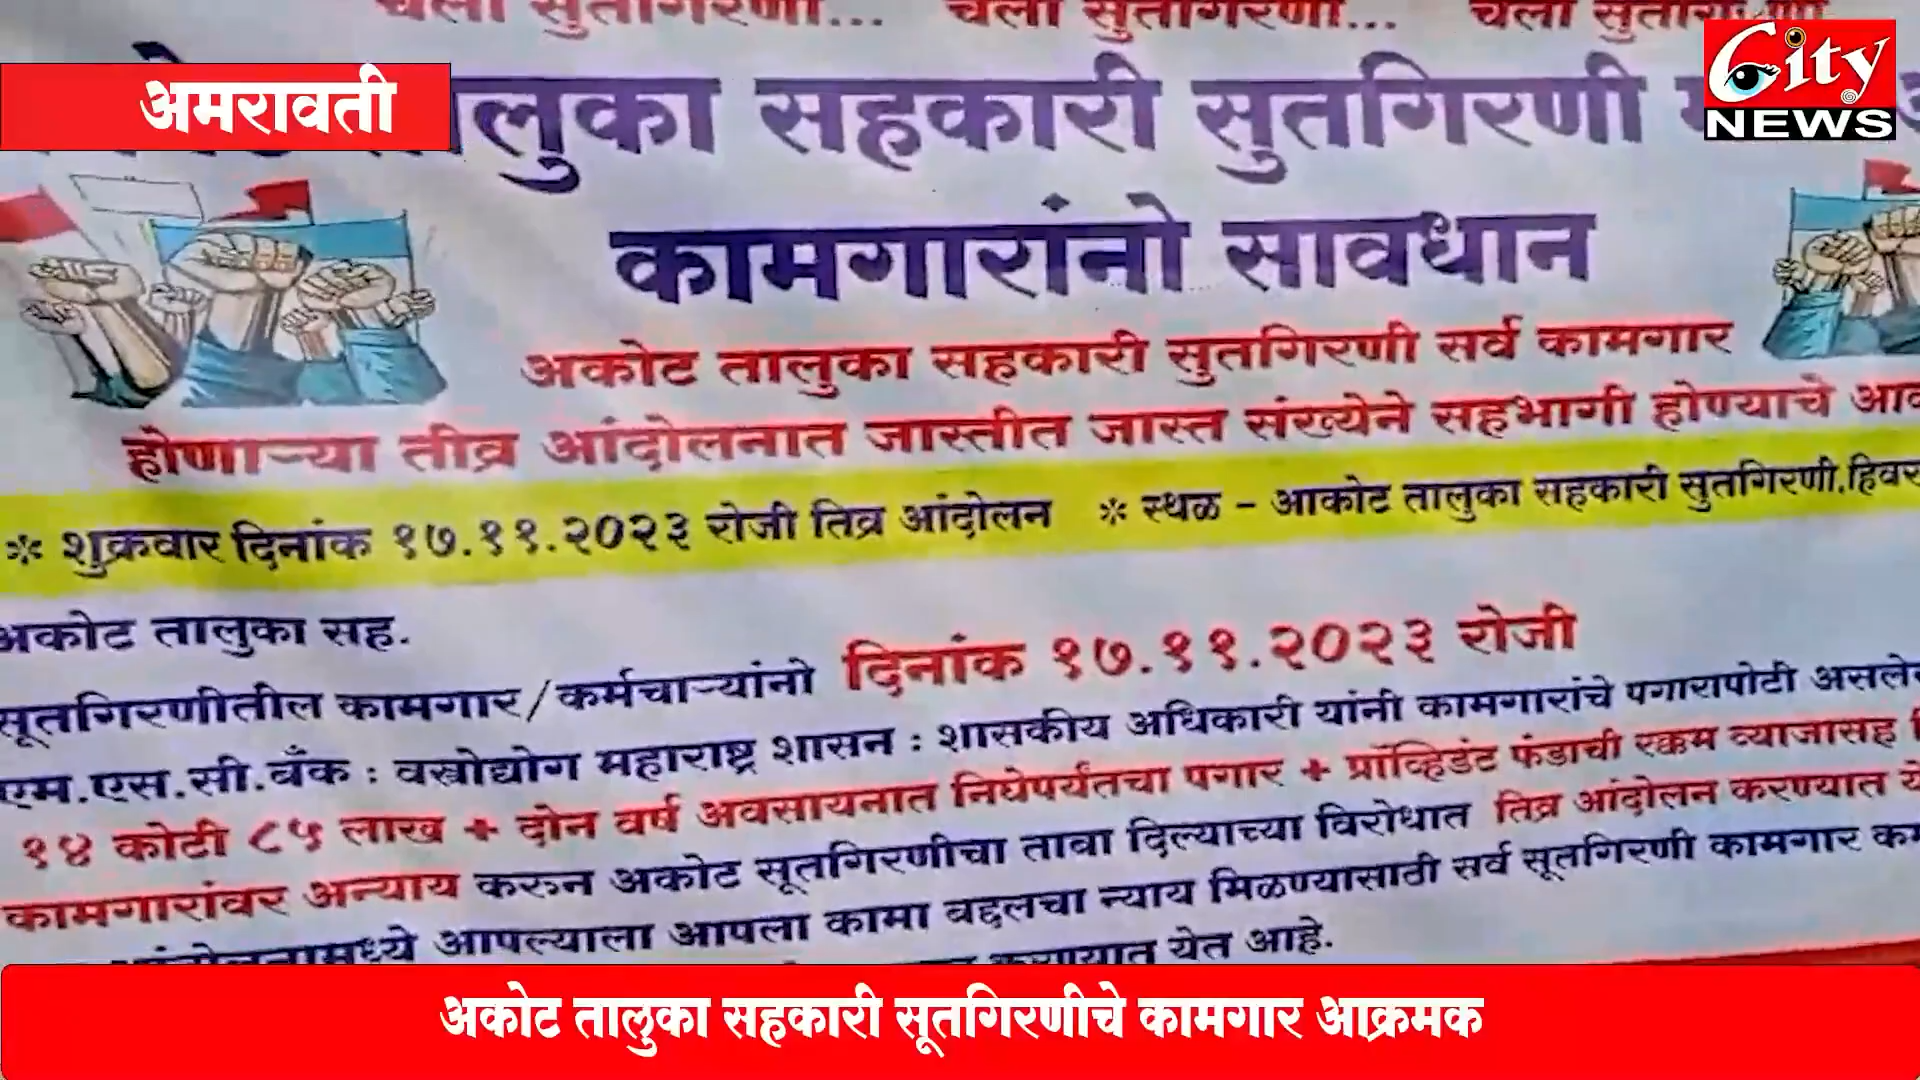 चला सुतगिरणी... चला सुतगिरणी... चला सुतगिरणी
City
NEWS
अमरावती
तालुका सहकारी सुतगिरणी
कामगारांनो सावधान
अकोट तालुका सहकारी सुतगिरणी सर्व कामगार
होणाऱ्या तीव्र आंदोलनात जास्तीत जास्त संख्येने सहभागी होण्याचे
* शुक्रवार दिनांक १७.११.२०२३ रोजी तिव्र आंदोलन * स्थळ - आकोट तालुका सहकारी सुतगिरणी.
अकोट तालुका सह.
सूतगिरणीतील कामगार/कर्मचाऱ्यांनो दिनांक १७.११.२०२३ रोजी
एम.एस.सी.बँक : वस्त्रोद्योग महाराष्ट्र शासन : शासकीय अधिकारी यांनी कामगारांचे पगारापोटी
१४ कोटी ८५ लाख + दोन वर्ष अवसायनात निघेपर्यंतचा पगार + प्रॉव्हिडंट फंडाची रक्कम व्याजासह
कामगारांवर अन्याय करुन अकोट सूतगिरणीचा ताबा दिल्याच्या विरोधात तिव्र आंदोलन करण्यात
आंदोलनामध्ये आपल्याला आपला कामा बद्दलचा न्याय मिळण्यासाठी सर्व सूतगिरणी कामगार
करण्यात येत आहे.
अकोट तालुका सहकारी सूतगिरणीचे कामगार आक्रमक